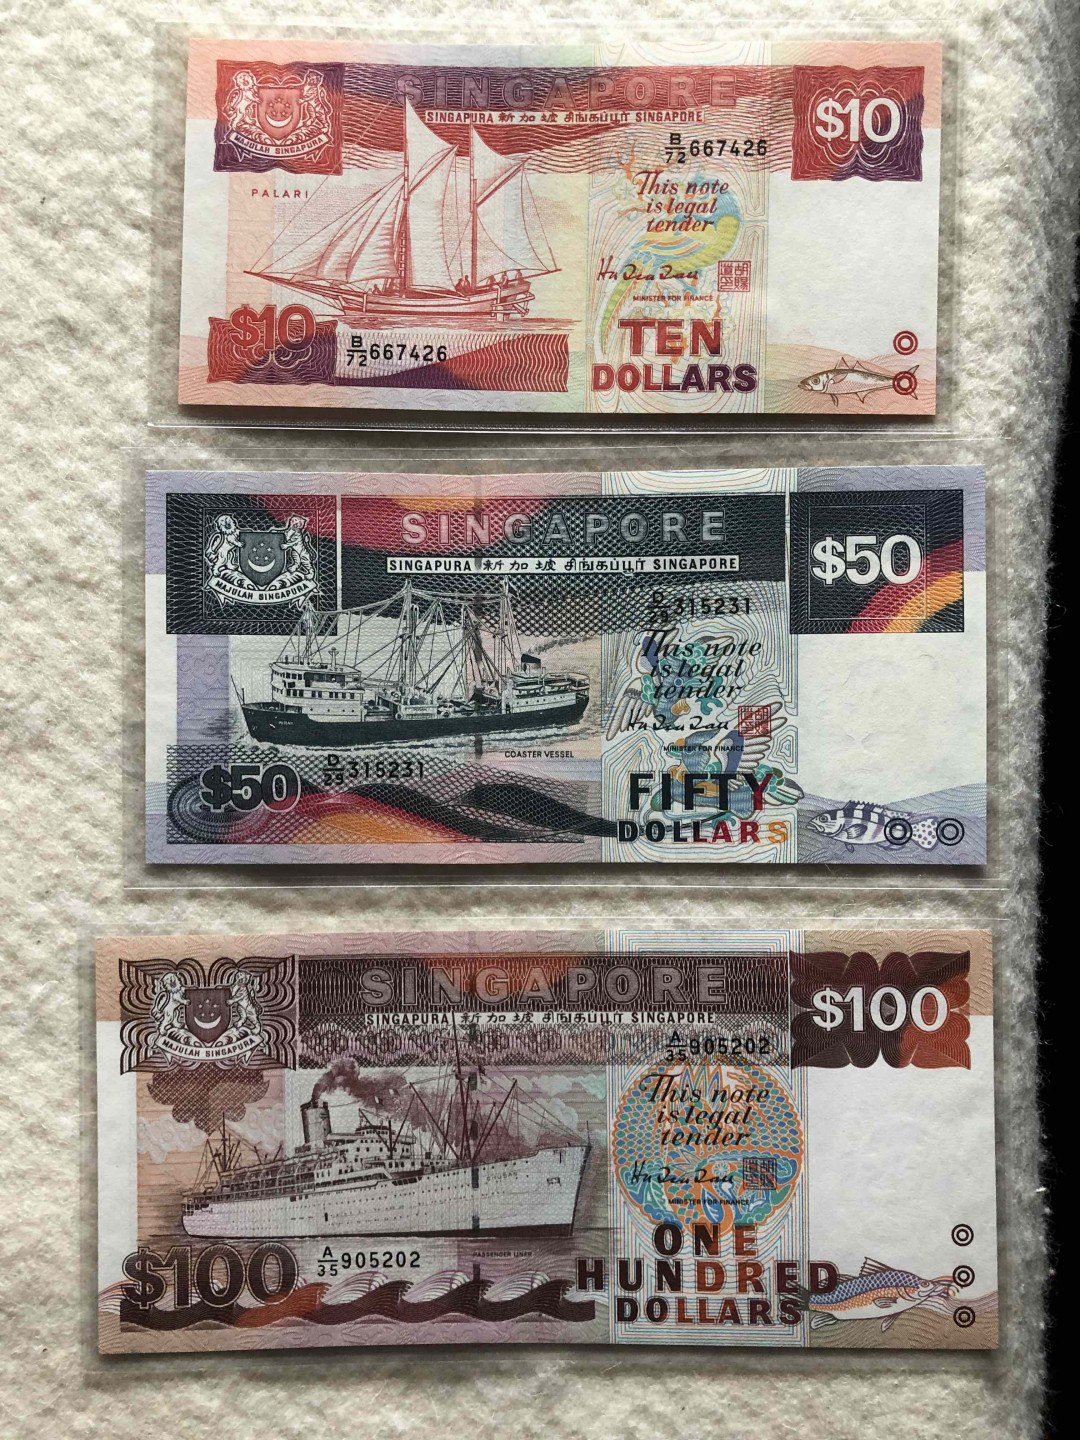 SINGAPORE
SINGAPURA 新加坡 சிங்கப்பூர் SINGAPORE
$10
MAJULAH SINGAPURA
B/72 667426
PALARI
This note
is legal
tender
MINISTER FOR FINANCE
$10
TEN
DOLLARS
B/72 667426
SINGAPORE
SINGAPURA 新加坡 சிங்கப்பூர் SINGAPORE
$50
MAJULAH SINGAPURA
D/29 315231
This note
is legal
tender
MINISTER FOR FINANCE
COASTER VESSEL
D/29 315231
$50
FIFTY
DOLLARS
SINGAPORE
SINGAPURA 新加坡 சிங்கப்பூர் SINGAPORE
$100
MAJULAH SINGAPURA
A/35 905202
This note
is legal
tender
MINISTER FOR FINANCE
PASSENGER LINER
A/35 905202
$100
ONE
HUNDRED
DOLLARS